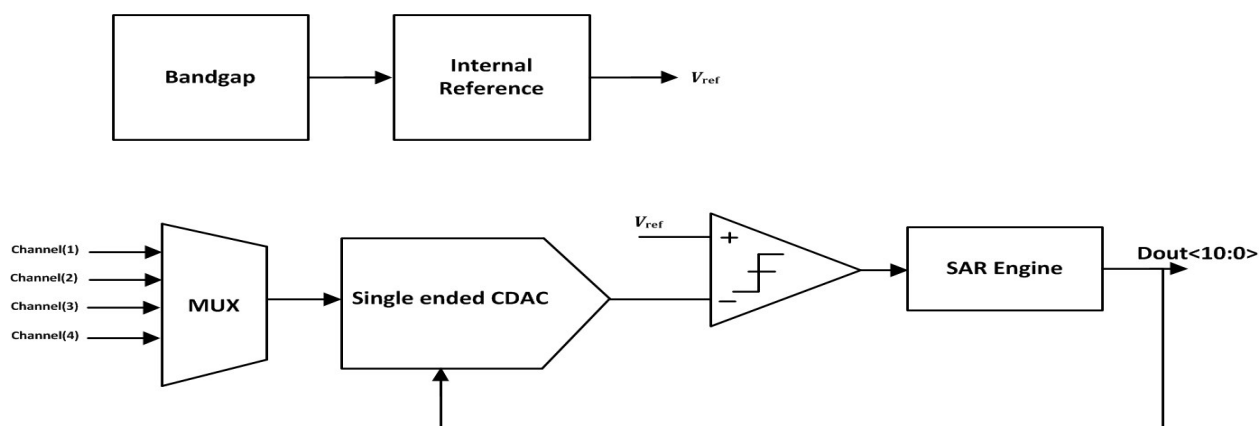 Bandgap
Internal
Reference
Vref
Channel(1)
Channel(2)
Channel(3)
Channel(4)
MUX
Single ended CDAC
Vref
+
−
SAR Engine
Dout<10:0>